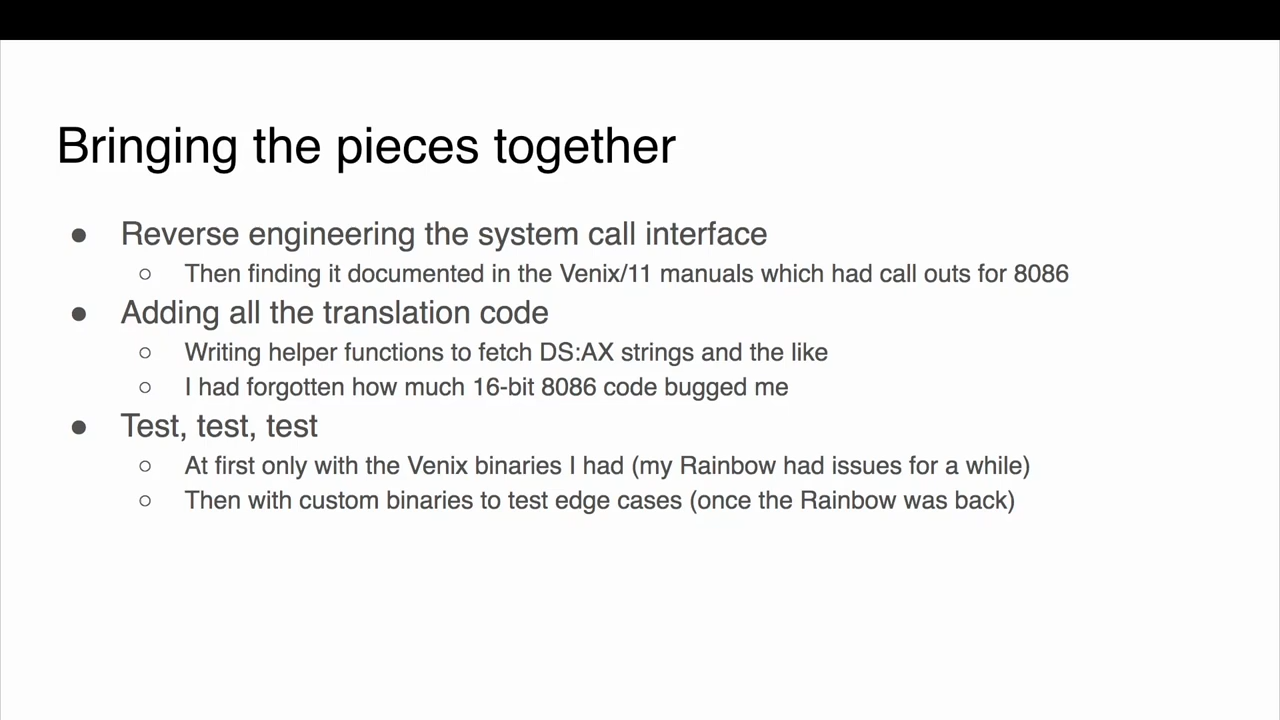 Bringing the pieces together
● Reverse engineering the system call interface
○ Then finding it documented in the Venix/11 manuals which had call outs for 8086
● Adding all the translation code
○ Writing helper functions to fetch DS:AX strings and the like
○ I had forgotten how much 16-bit 8086 code bugged me
● Test, test, test
○ At first only with the Venix binaries I had (my Rainbow had issues for a while)
○ Then with custom binaries to test edge cases (once the Rainbow was back)